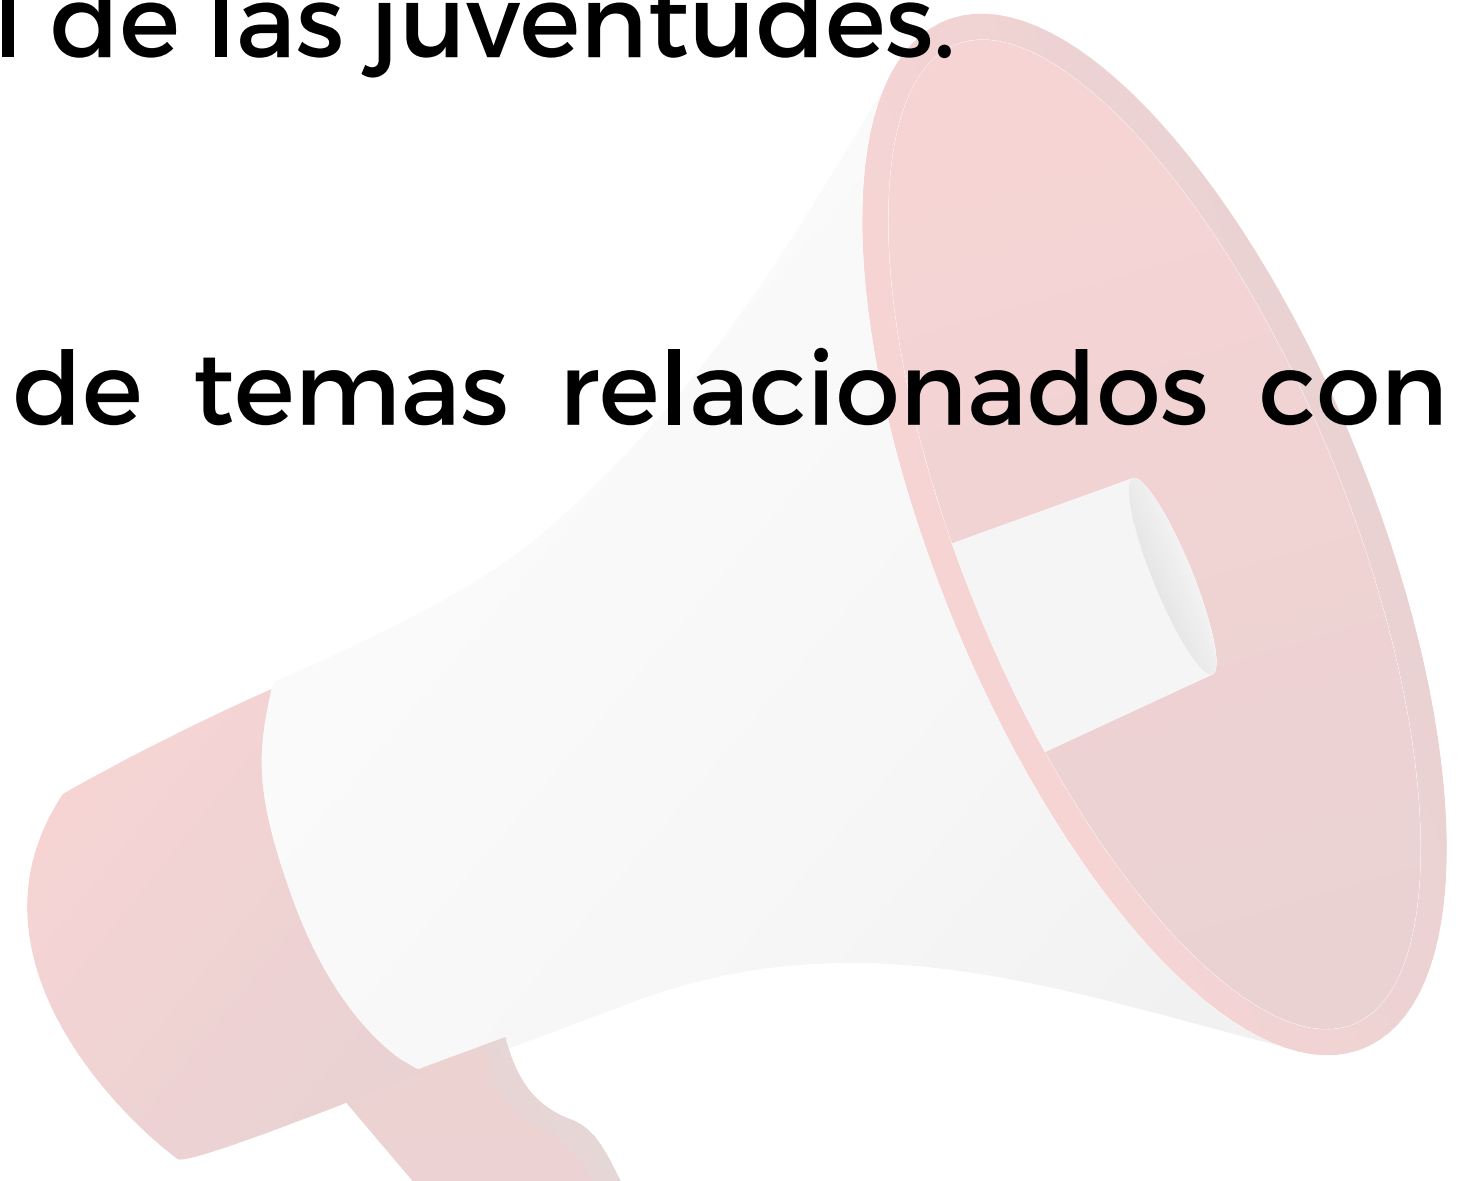 l de las juventudes.
de temas relacionados con